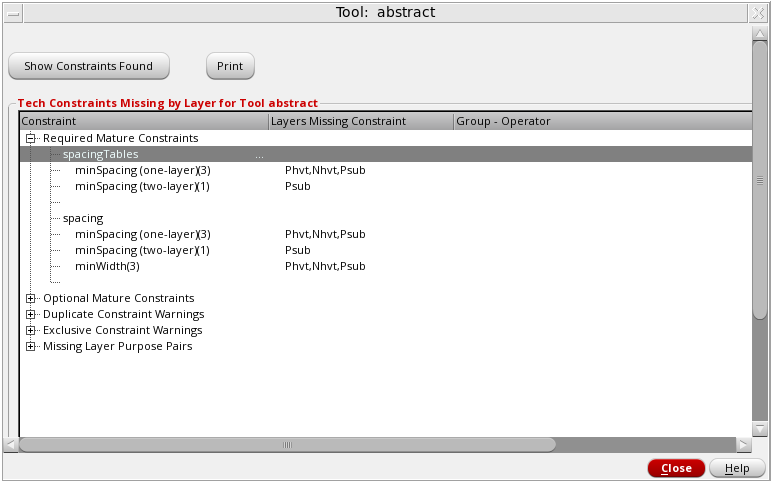 Tool: abstract
Show Constraints Found Print
Tech Constraints Missing by Layer for Tool abstract
Constraint Layers Missing Constraint Group - Operator
Required Mature Constraints
spacingTables ...
minSpacing (one-layer)(3) Phvt,Nhvt,Psub
minSpacing (two-layer)(1) Psub
spacing
minSpacing (one-layer)(3) Phvt,Nhvt,Psub
minSpacing (two-layer)(1) Psub
minWidth(3) Phvt,Nhvt,Psub
Optional Mature Constraints
Duplicate Constraint Warnings
Exclusive Constraint Warnings
Missing Layer Purpose Pairs
Close Help